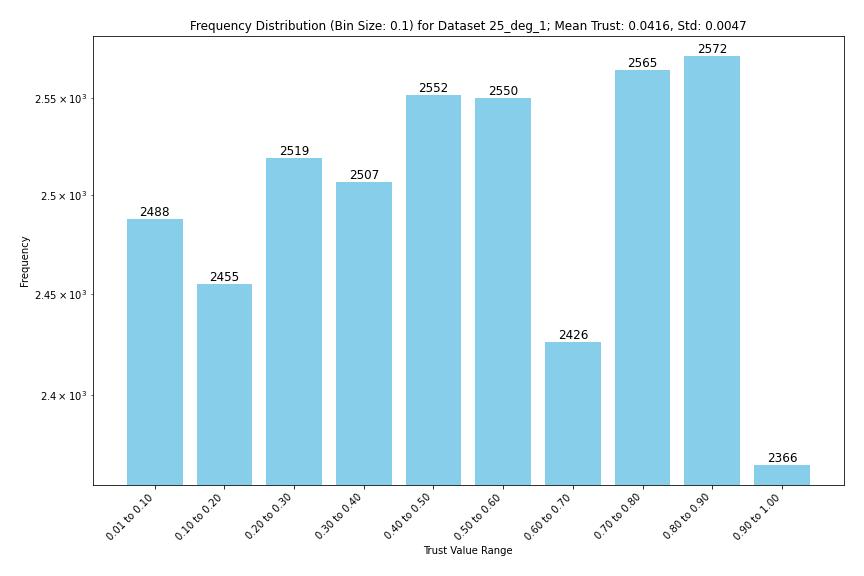 Frequency Distribution (Bin Size: 0.1) for Dataset 25_deg_1; Mean Trust: 0.0416, Std: 0.0047
2572
2565
2552
2550
2.55 × 10³
2519
2507
2.5 × 10³
2488
2455
Frequency
2.45 × 10³
2426
2.4 × 10³
2366
0.01 to 0.10
0.10 to 0.20
0.20 to 0.30
0.30 to 0.40
0.40 to 0.50
0.50 to 0.60
0.60 to 0.70
0.70 to 0.80
0.80 to 0.90
0.90 to 1.00
Trust Value Range